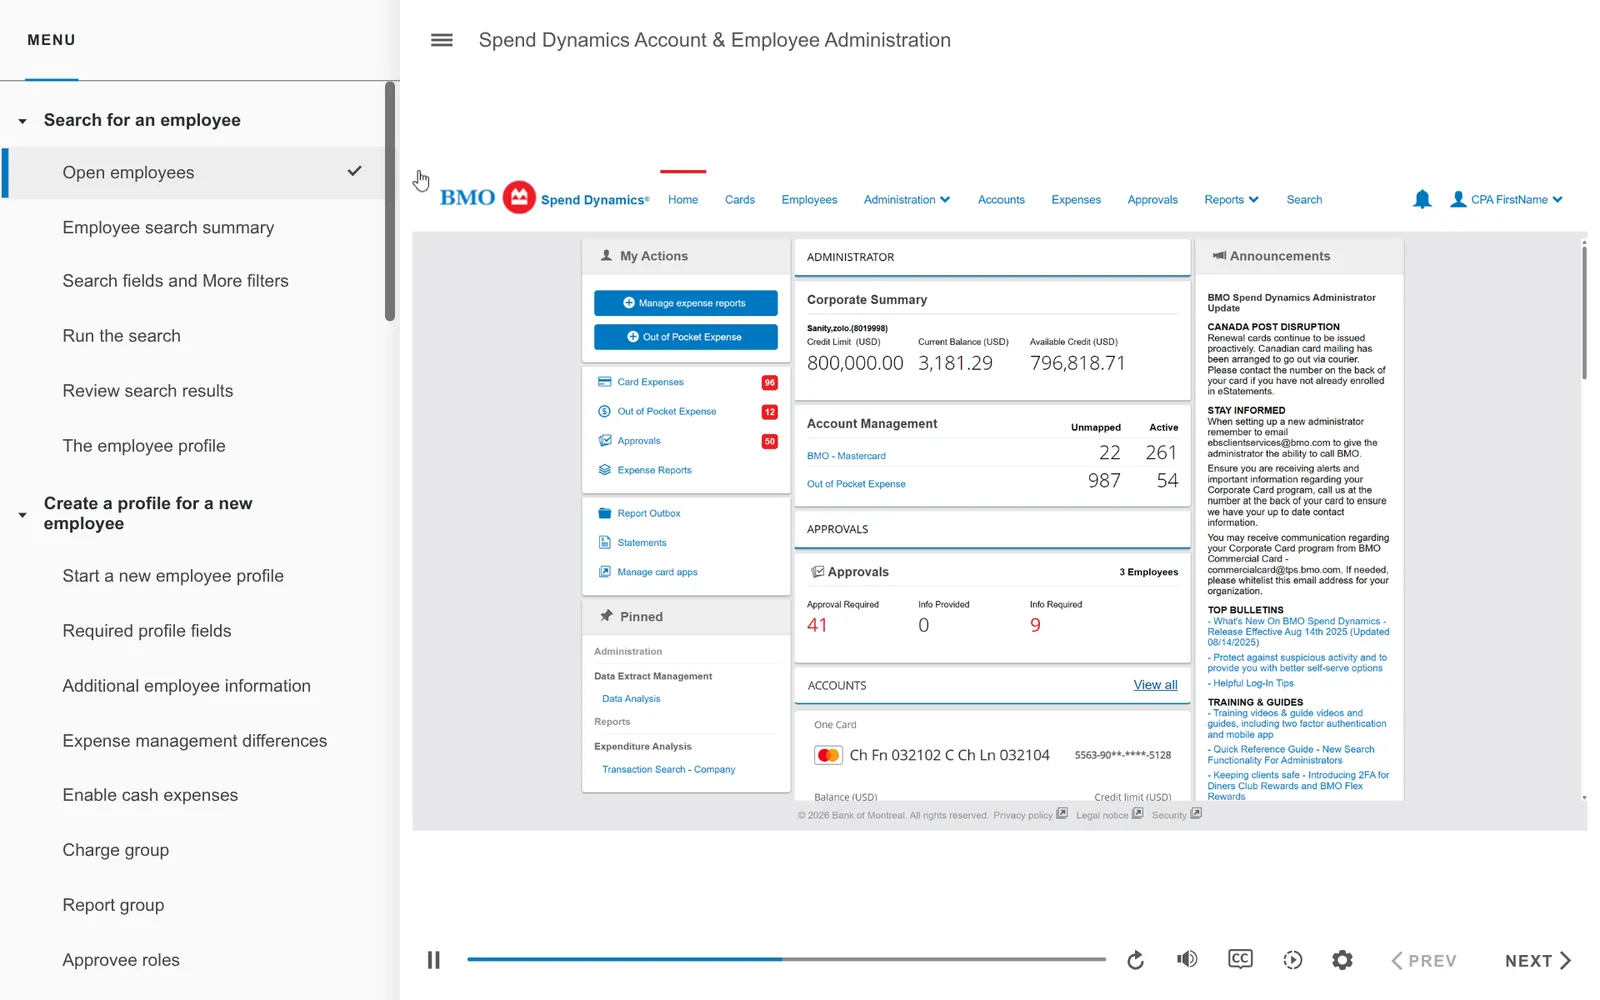 MENU
Search for an employee
Open employees
Employee search summary
Search fields and More filters
Run the search
Review search results
The employee profile
Create a profile for a new
employee
Start a new employee profile
Required profile fields
Additional employee information
Expense management differences
Enable cash expenses
Charge group
Report group
Approvee roles
Spend Dynamics Account & Employee Administration
BMO Spend Dynamics® Home Cards Employees Administration Accounts Expenses Approvals Reports Search CPA FirstName
My Actions
Manage expense reports
Out of Pocket Expense
Card Expenses 96
Out of Pocket Expense 12
Approvals 50
Expense Reports
Report Outbox
Statements
Manage card apps
Pinned
Administration
Data Extract Management
Data Analysis
Reports
Expenditure Analysis
Transaction Search - Company
ADMINISTRATOR
Corporate Summary
Sanity,zolo.(8019998)
Credit Limit (USD) Current Balance (USD) Available Credit (USD)
800,000.00 3,181.29 796,818.71
Account Management Unmapped Active
BMO - Mastercard 22 261
Out of Pocket Expense 987 54
APPROVALS
Approvals 3 Employees
Approval Required Info Provided Info Required
41 0 9
ACCOUNTS View all
One Card
Ch Fn 032102 C Ch Ln 032104 5563-90**-****-5128
Balance (USD) Credit limit (USD)
Announcements
BMO Spend Dynamics Administrator
Update
CANADA POST DISRUPTION
Renewal cards continue to be issued
proactively. Canadian card mailing has
been arranged to go out via courier.
Please contact the number on the back of
your card if you have not already enrolled
in eStatements.
STAY INFORMED
When setting up a new administrator
remember to email
ebsclientservices@bmo.com to give the
administrator the ability to call BMO.
Ensure you are receiving alerts and
important information regarding your
Corporate Card program, call us at the
number at the back of your card to ensure
we have your up to date contact
information.
You may receive communication regarding
your Corporate Card program from BMO
Commercial Card -
commercialcard@tps.bmo.com. If needed,
please whitelist this email address for your
organization.
TOP BULLETINS
- What's New On BMO Spend Dynamics -
Release Effective Aug 14th 2025 (Updated
08/14/2025)
- Protect against suspicious activity and to
provide you with better self-serve options
- Helpful Log-In Tips
TRAINING & GUIDES
- Training videos & guide videos and
guides, including two factor authentication
and mobile app
- Quick Reference Guide - New Search
Functionality For Administrators
- Keeping clients safe - Introducing 2FA for
Diners Club Rewards and BMO Flex
Rewards
© 2026 Bank of Montreal. All rights reserved. Privacy policy Legal notice Security
CC PREV NEXT